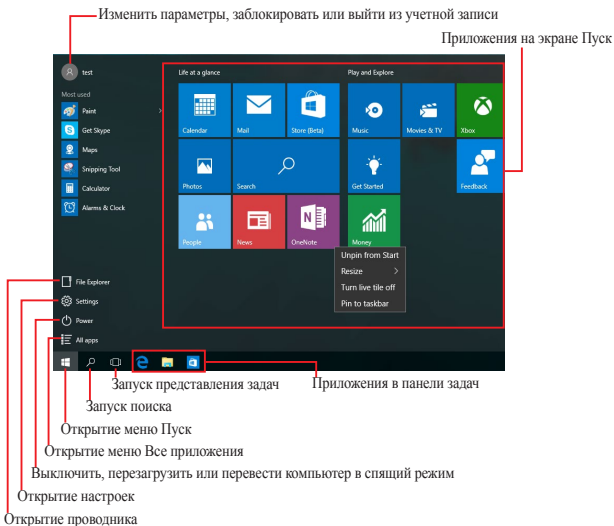 Изменить параметры, заблокировать или выйти из учетной записи
Приложения на экране Пуск
test
Life at a glance
Play and Explore
Most used
Paint
Get Skype
Maps
Snipping Tool
Calculator
Alarms & Clock
Calendar
Mail
Store (Beta)
Music
Movies & TV
Xbox
Photos
Search
Get Started
Feedback
People
News
OneNote
Money
Unpin from Start
Resize
Turn live tile off
Pin to taskbar
File Explorer
Settings
Power
All apps
Запуск представления задач
Приложения в панели задач
Запуск поиска
Открытие меню Пуск
Открытие меню Все приложения
Выключить, перезагрузить или перевести компьютер в спящий режим
Открытие настроек
Открытие проводника